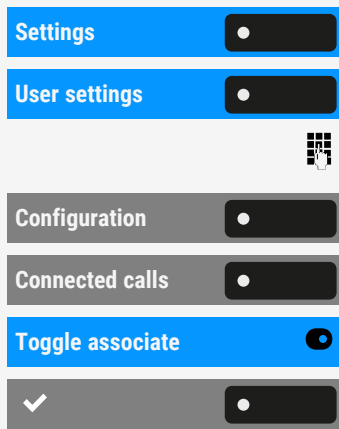 Settings
User settings
Configuration
Connected calls
Toggle associate